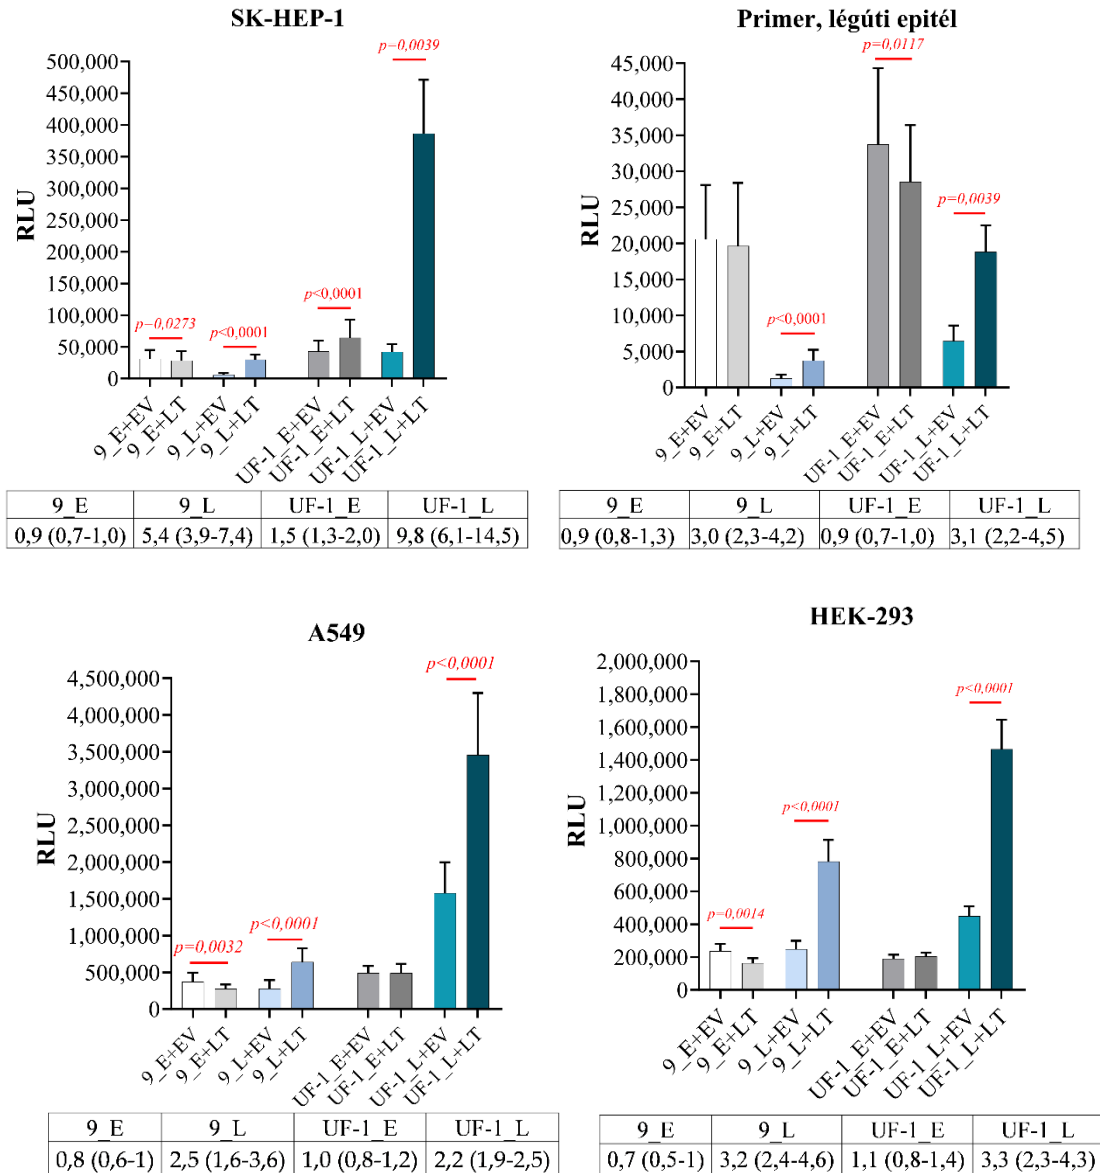 SK-HEP-1
p=0,0039
500,000
450,000
400,000
350,000
300,000
250,000
200,000
150,000
100,000
50,000
0
RLU
p=0,0273
p<0,0001
p<0,0001
9_E+EV
9_E+LT
9_L+EV
9_L+LT
UF-1_E+EV
UF-1_E+LT
UF-1_L+EV
UF-1_L+LT
9_E 9_L UF-1_E UF-1_L
0,9 (0,7-1,0) 5,4 (3,9-7,4) 1,5 (1,3-2,0) 9,8 (6,1-14,5)
Primer, légúti epitél
p=0,0117
45,000
40,000
35,000
30,000
25,000
20,000
15,000
10,000
5,000
0
RLU
p=0,0039
p<0,0001
9_E+EV
9_E+LT
9_L+EV
9_L+LT
UF-1_E+EV
UF-1_E+LT
UF-1_L+EV
UF-1_L+LT
9_E 9_L UF-1_E UF-1_L
0,9 (0,8-1,3) 3,0 (2,3-4,2) 0,9 (0,7-1,0) 3,1 (2,2-4,5)
A549
p<0,0001
4,500,000
4,000,000
3,500,000
3,000,000
2,500,000
2,000,000
1,500,000
1,000,000
500,000
0
RLU
p=0,0032
p<0,0001
9_E+EV
9_E+LT
9_L+EV
9_L+LT
UF-1_E+EV
UF-1_E+LT
UF-1_L+EV
UF-1_L+LT
9_E 9_L UF-1_E UF-1_L
0,8 (0,6-1) 2,5 (1,6-3,6) 1,0 (0,8-1,2) 2,2 (1,9-2,5)
HEK-293
2,000,000
1,800,000
1,600,000
1,400,000
1,200,000
1,000,000
800,000
600,000
400,000
200,000
0
RLU
p<0,0001
p<0,0001
p=0,0014
9_E+EV
9_E+LT
9_L+EV
9_L+LT
UF-1_E+EV
UF-1_E+LT
UF-1_L+EV
UF-1_L+LT
9_E 9_L UF-1_E UF-1_L
0,7 (0,5-1) 3,2 (2,4-4,6) 1,1 (0,8-1,4) 3,3 (2,3-4,3)